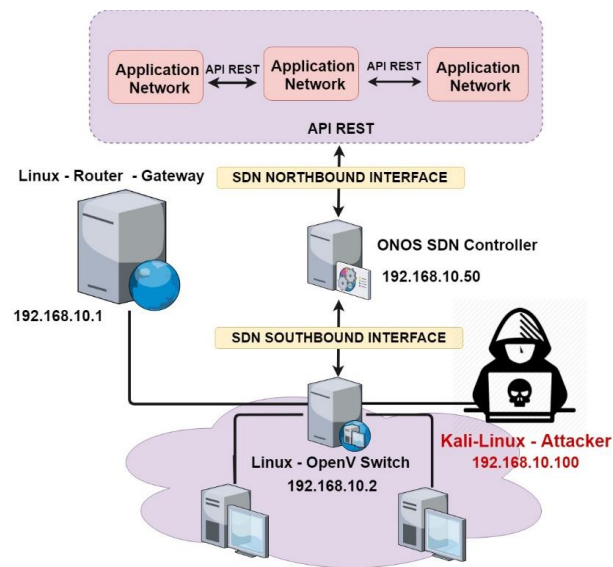 Application
Network
API REST
Application
Network
API REST
Application
Network
API REST
Linux - Router - Gateway
SDN NORTHBOUND INTERFACE
ONOS SDN Controller
192.168.10.50
192.168.10.1
SDN SOUTHBOUND INTERFACE
Kali-Linux - Attacker
192.168.10.100
Linux - OpenV Switch
192.168.10.2